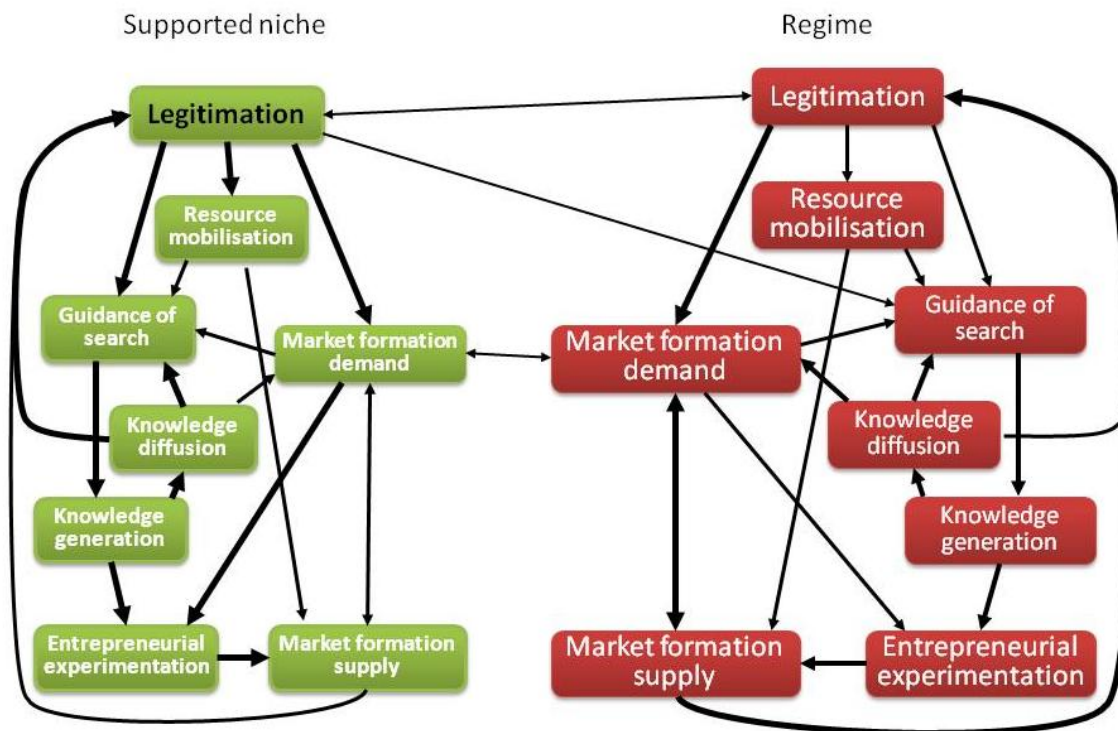 Supported niche
Legitimation
Resource
mobilisation
Guidance of
search
Market formation
demand
Knowledge
diffusion
Knowledge
generation
Entrepreneurial
experimentation
Market formation
supply
Regime
Legitimation
Resource
mobilisation
Guidance of
search
Market formation
demand
Knowledge
diffusion
Knowledge
generation
Market formation
supply
Entrepreneurial
experimentation